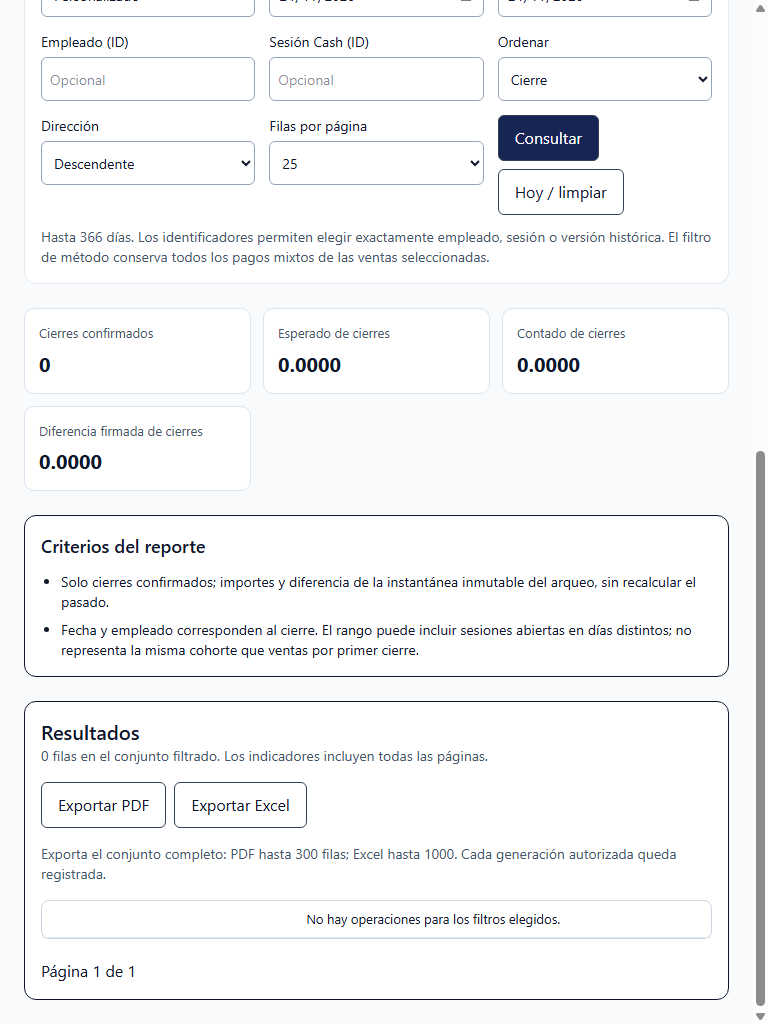 Empleado (ID)
Sesión Cash (ID)
Ordenar
Opcional
Opcional
Cierre
Dirección
Filas por página
Descendente
25
Consultar
Hoy / limpiar
Hasta 366 días. Los identificadores permiten elegir exactamente empleado, sesión o versión histórica. El filtro
de método conserva todos los pagos mixtos de las ventas seleccionadas.
Cierres confirmados
0
Esperado de cierres
0.0000
Contado de cierres
0.0000
Diferencia firmada de cierres
0.0000
Criterios del reporte
Solo cierres confirmados; importes y diferencia de la instantánea inmutable del arqueo, sin recalcular el
pasado.
Fecha y empleado corresponden al cierre. El rango puede incluir sesiones abiertas en días distintos; no
representa la misma cohorte que ventas por primer cierre.
Resultados
0 filas en el conjunto filtrado. Los indicadores incluyen todas las páginas.
Exportar PDF
Exportar Excel
Exporta el conjunto completo: PDF hasta 300 filas; Excel hasta 1000. Cada generación autorizada queda
registrada.
No hay operaciones para los filtros elegidos.
Página 1 de 1